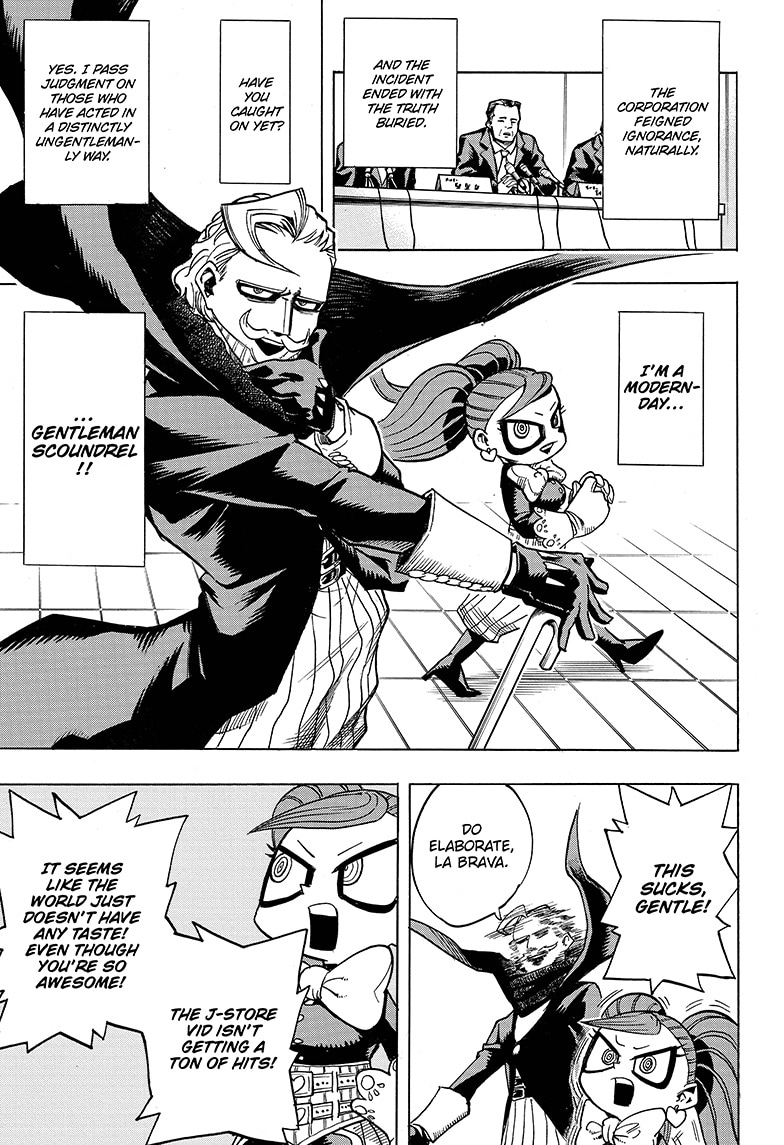 THE
CORPORATION
FEIGNED
IGNORANCE,
NATURALLY.
AND THE
INCIDENT
ENDED WITH
THE TRUTH
BURIED.
HAVE
YOU
CAUGHT
ON YET?
YES. I PASS
JUDGMENT ON
THOSE WHO
HAVE ACTED IN
A DISTINCTLY
UNGENTLEMAN-
LY WAY.
I'M A
MODERN-
DAY...
...
GENTLEMAN
SCOUNDREL
!!
THIS
SUCKS,
GENTLE!
DO
ELABORATE,
LA BRAVA.
THE J-STORE
VID ISN'T
GETTING A
TON OF HITS!
IT SEEMS
LIKE THE
WORLD JUST
DOESN'T HAVE
ANY TASTE!
EVEN THOUGH
YOU'RE SO
AWESOME!